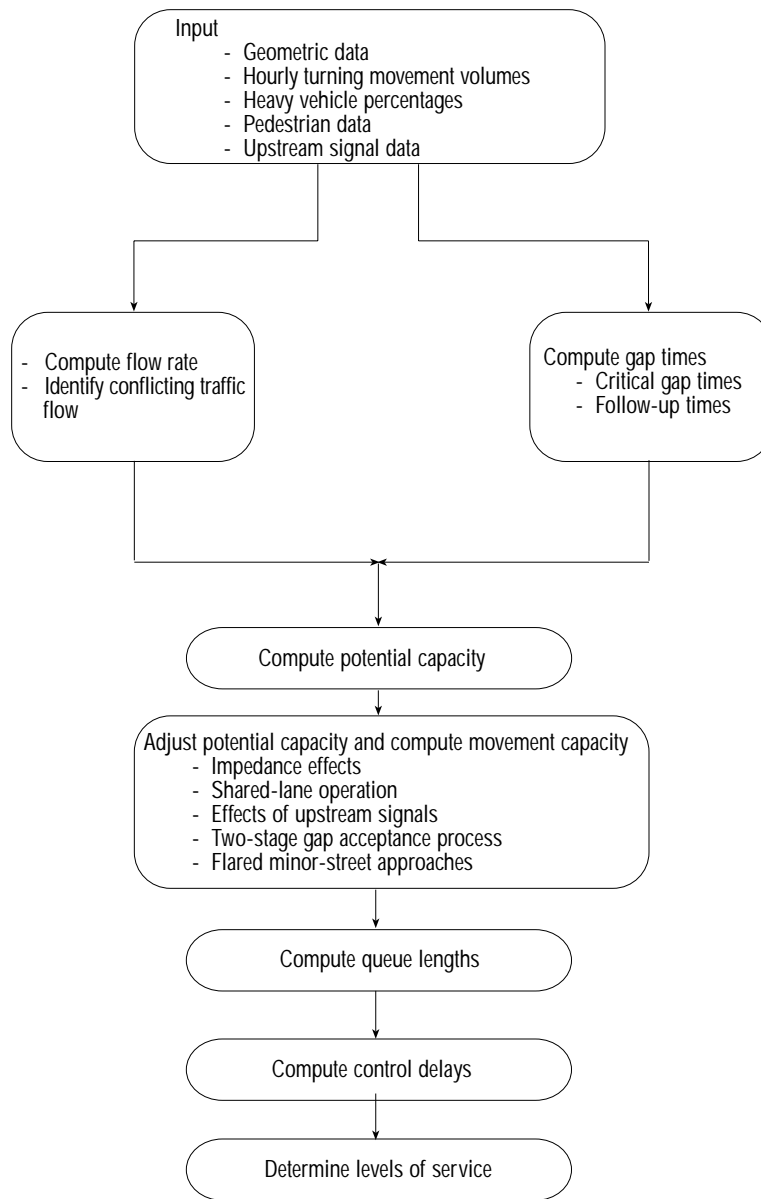 Input
- Geometric data
- Hourly turning movement volumes
- Heavy vehicle percentages
- Pedestrian data
- Upstream signal data
- Compute flow rate
- Identify conflicting traffic
flow
Compute gap times
- Critical gap times
- Follow-up times
Compute potential capacity
Adjust potential capacity and compute movement capacity
- Impedance effects
- Shared-lane operation
- Effects of upstream signals
- Two-stage gap acceptance process
- Flared minor-street approaches
Compute queue lengths
Compute control delays
Determine levels of service